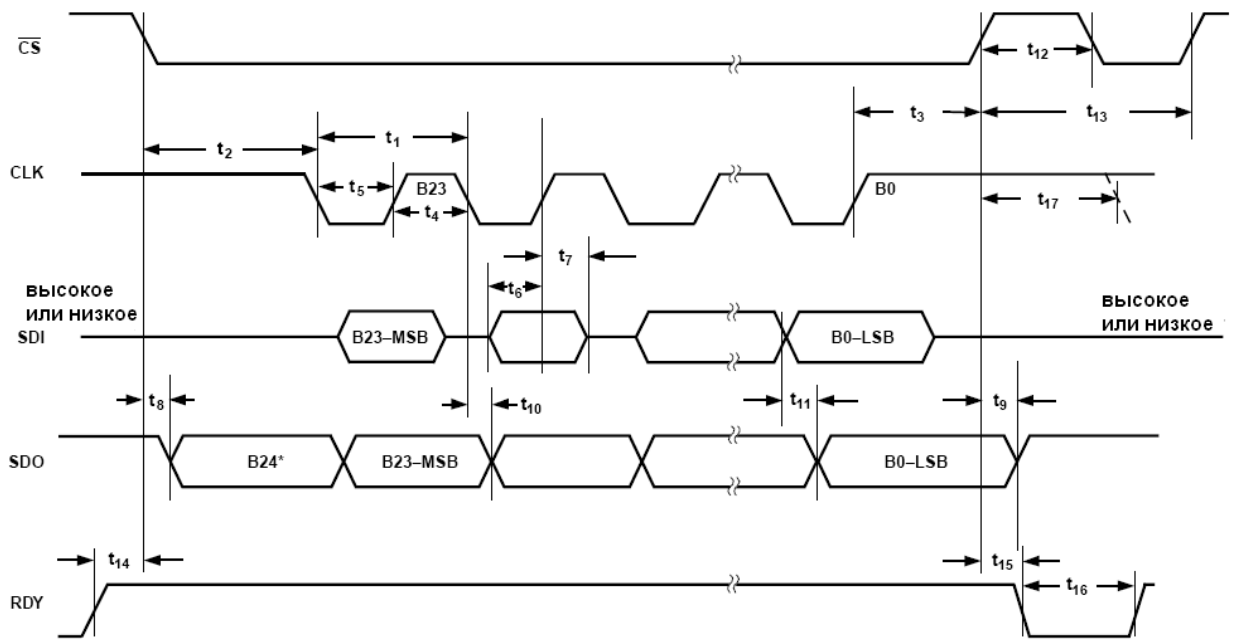 CS
t12
t3
t13
t1
t2
CLK
t5
B23
B0
t4
t17
t7
t6
высокое
или низкое
высокое
или низкое
SDI
B23–MSB
B0–LSB
t8
t10
t11
t9
SDO
B24*
B23–MSB
B0–LSB
t14
t15
t16
RDY